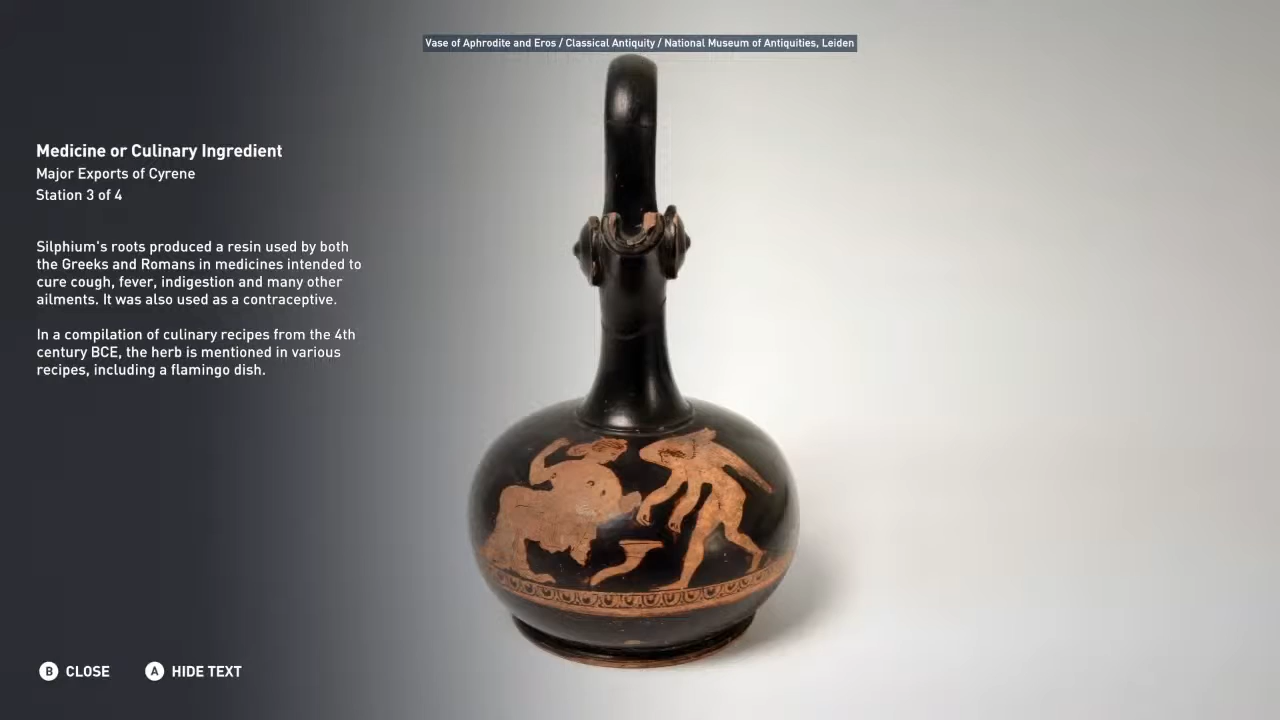 Vase of Aphrodite and Eros / Classical Antiquity / National Museum of Antiquities, Leiden
Medicine or Culinary Ingredient
Major Exports of Cyrene
Station 3 of 4
Silphium's roots produced a resin used by both
the Greeks and Romans in medicines intended to
cure cough, fever, indigestion and many other
ailments. It was also used as a contraceptive.
In a compilation of culinary recipes from the 4th
century BCE, the herb is mentioned in various
recipes, including a flamingo dish.
B CLOSE A HIDE TEXT